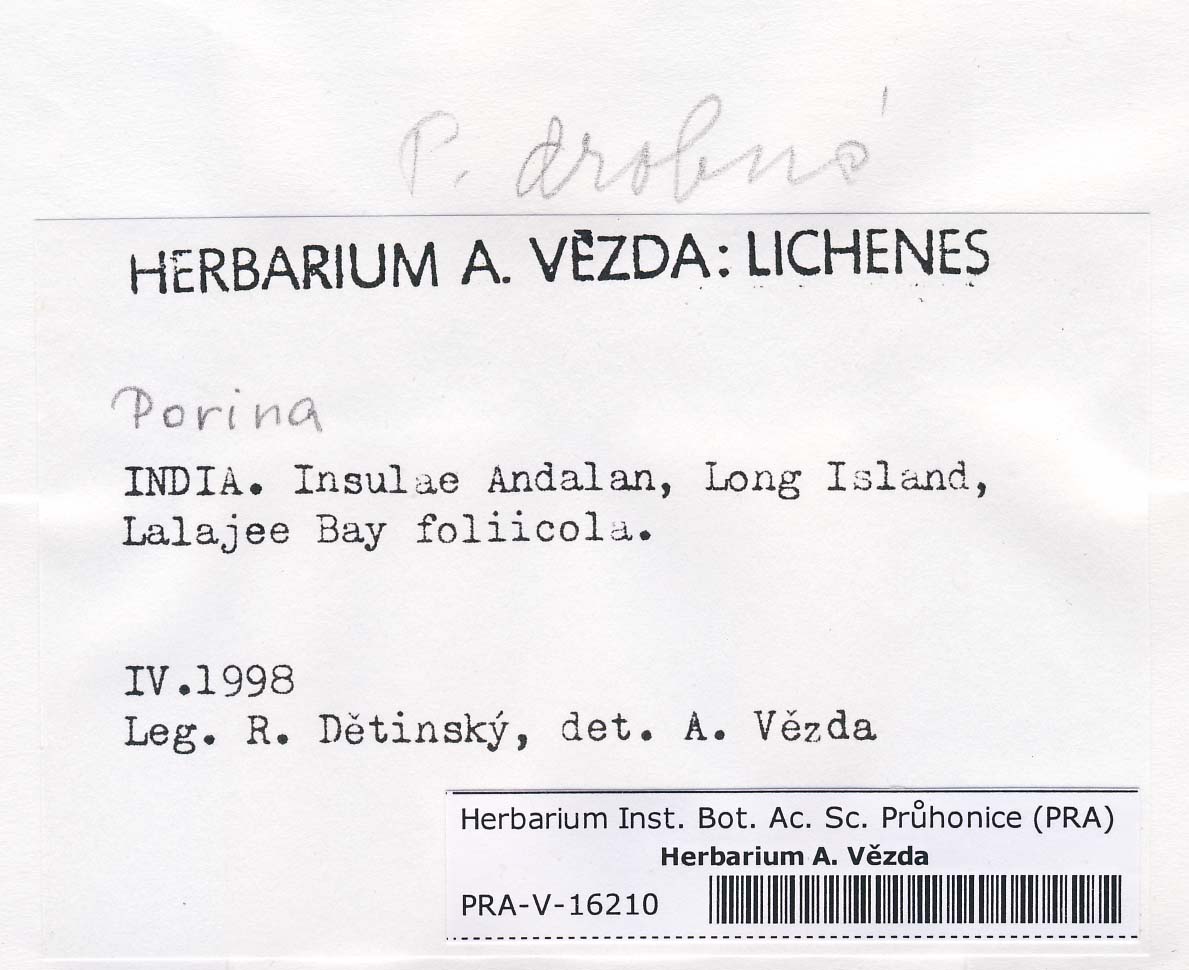 P. drobná
HERBARIUM A. VĚZDA: LICHENES
Porina
INDIA. Insulae Andalan, Long Island,
Lalajee Bay foliicola.
IV.1998
Leg. R. Dětinský, det. A. Vězda
Herbarium Inst. Bot. Ac. Sc. Průhonice (PRA)
Herbarium A. Vězda
PRA-V-16210